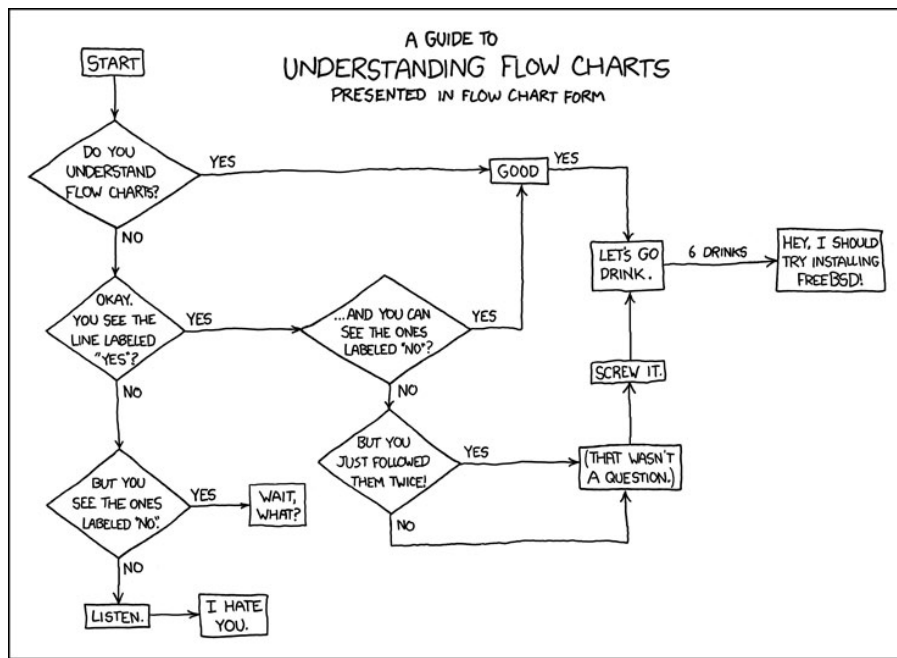 A GUIDE TO
UNDERSTANDING FLOW CHARTS
PRESENTED IN FLOW CHART FORM
START
DO YOU
UNDERSTAND
FLOW CHARTS?
YES
GOOD
YES
NO
LET'S GO
DRINK.
6 DRINKS
HEY, I SHOULD
TRY INSTALLING
FREEBSD!
OKAY.
YOU SEE THE
LINE LABELED
"YES"?
YES
...AND YOU CAN
SEE THE ONES
LABELED "NO"?
YES
NO
NO
SCREW IT.
BUT YOU
JUST FOLLOWED
THEM TWICE!
YES
(THAT WASN'T
A QUESTION.)
NO
BUT YOU
SEE THE ONES
LABELED "NO".
YES
WAIT,
WHAT?
NO
LISTEN.
I HATE
YOU.